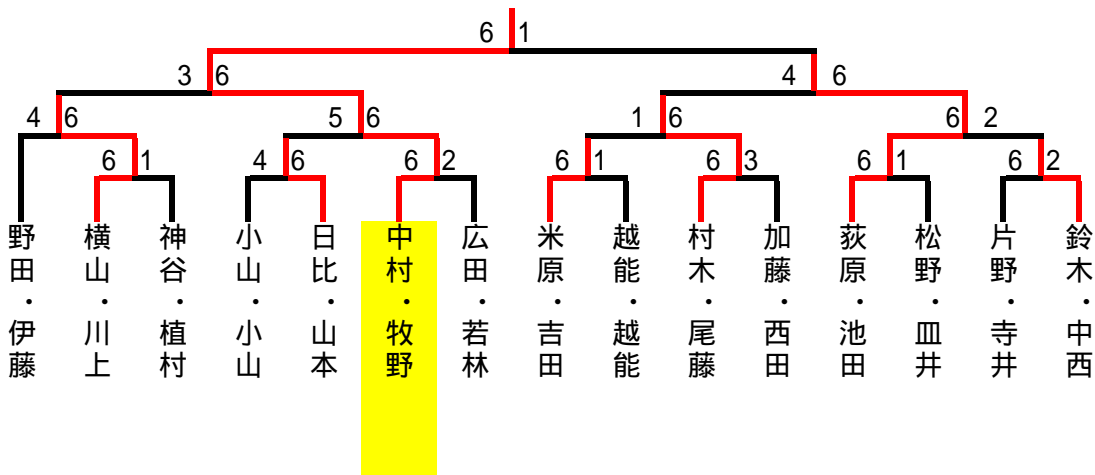 6 1
3 6 4 6
4 6 5 6 1 6 6 2
6 1 4 6 6 2 6 1 6 3 6 1 6 2
野田・伊藤
横山・川上
神谷・植村
小山・小山
日比・山本
中村・牧野
広田・若林
米原・吉田
越能・越能
村木・尾藤
加藤・西田
荻原・池田
松野・皿井
片野・寺井
鈴木・中西